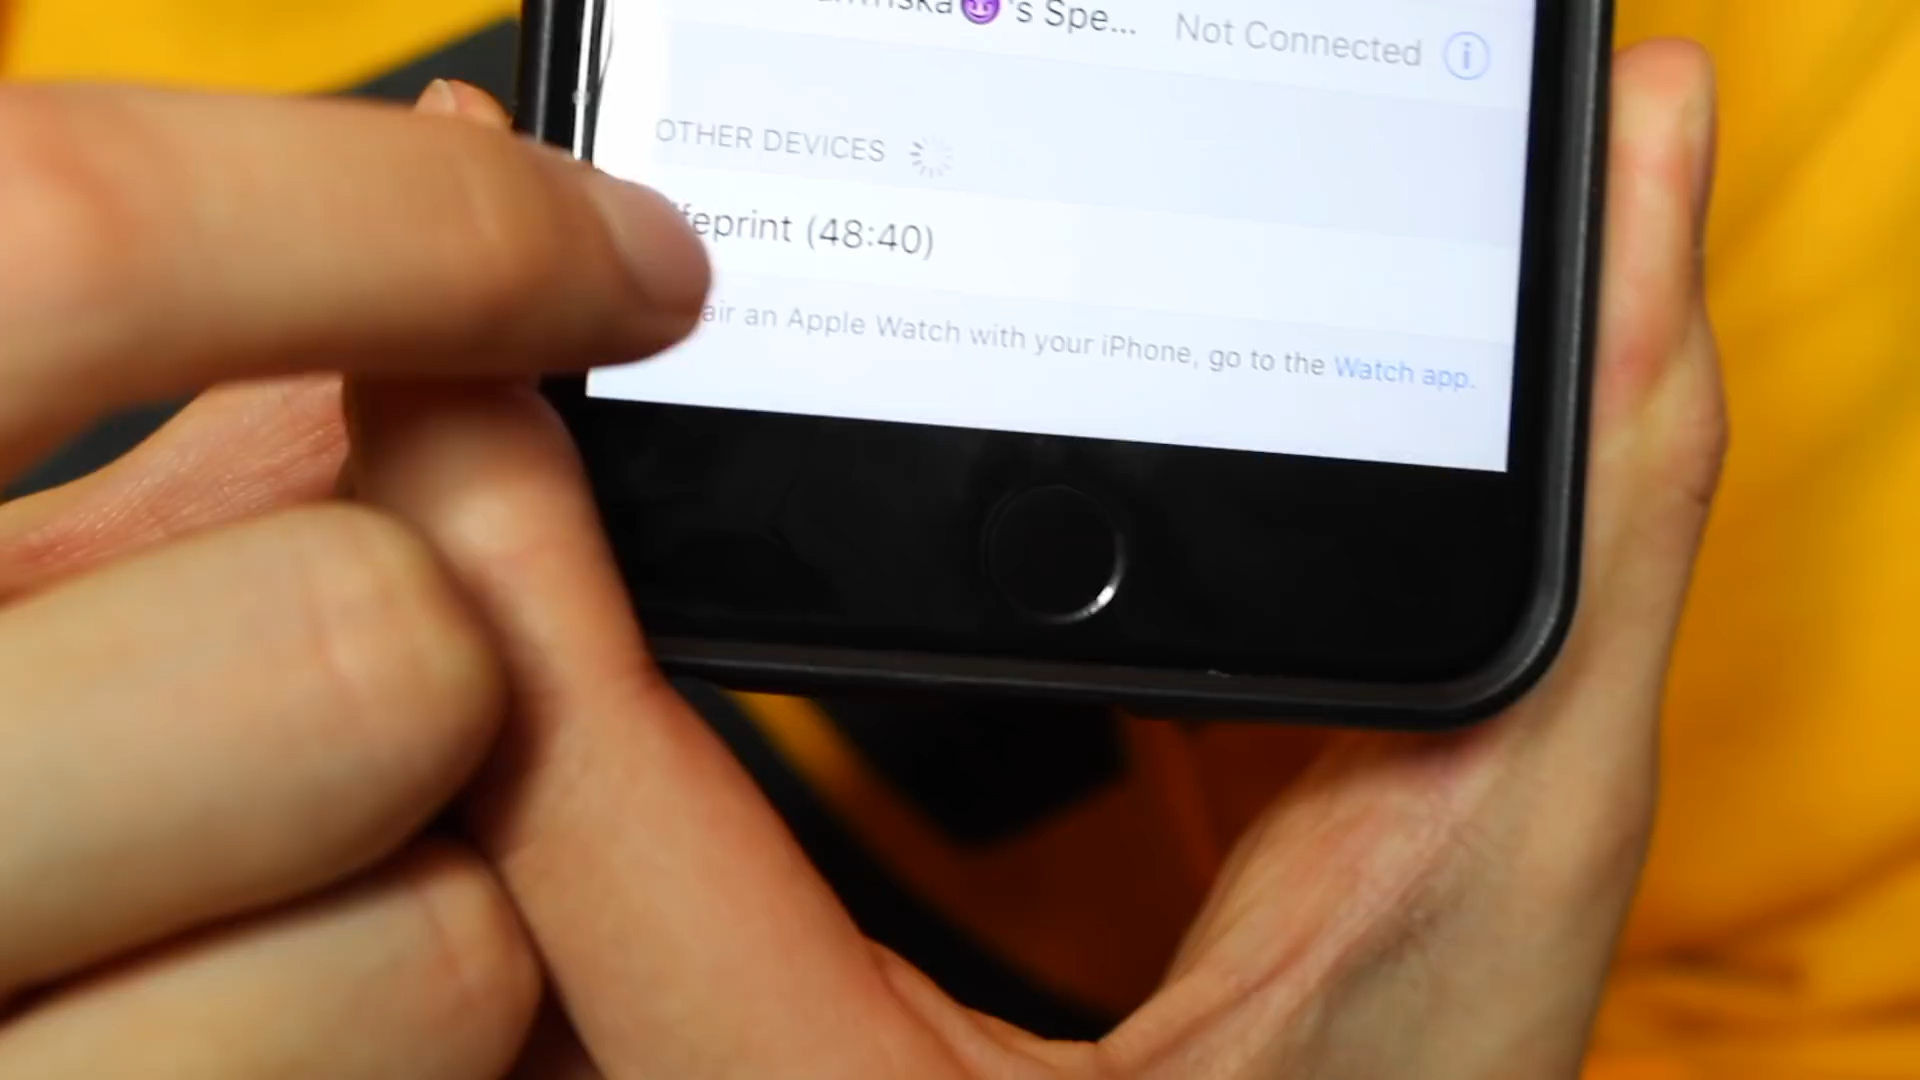 😈's Spe... Not Connected
OTHER DEVICES
feprint (48:40)
air an Apple Watch with your iPhone, go to the Watch app.